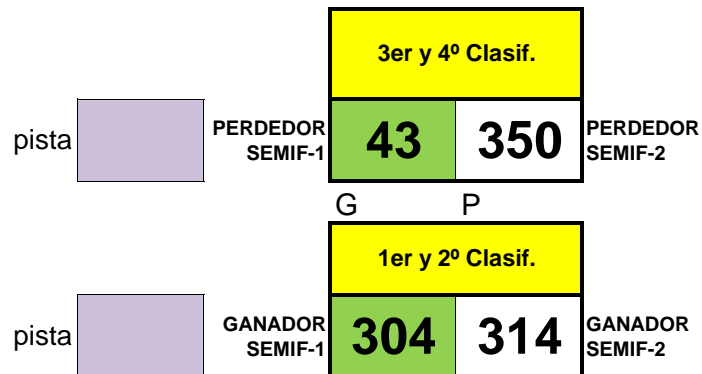 3er y 4º Clasif.
pista PERDEDOR SEMIF-1 43 350 PERDEDOR SEMIF-2
G P
1er y 2º Clasif.
pista GANADOR SEMIF-1 304 314 GANADOR SEMIF-2